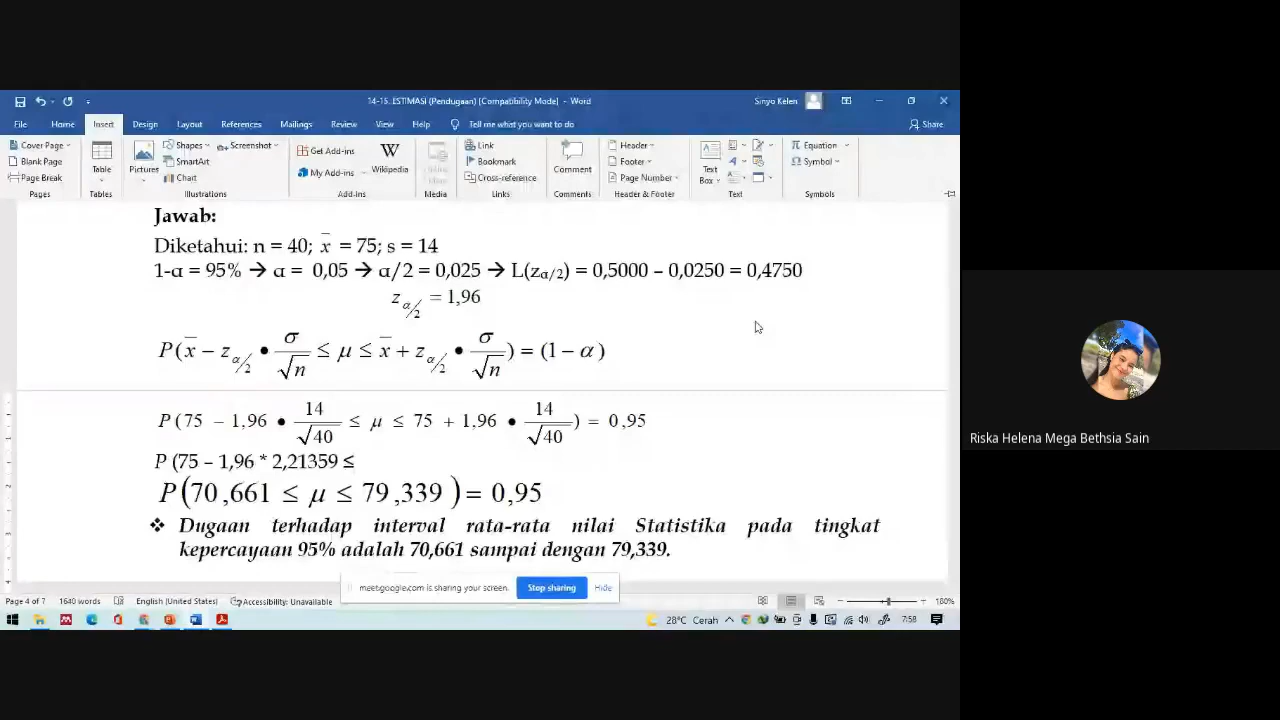 14-15. ESTIMASI (Pendugaan) [Compatibility Mode] - Word
Sinyo Kelen
File Home Insert Design Layout References Mailings Review View Help Tell me what you want to do Share
Cover Page
Blank Page
Page Break
Pages
Table
Tables
Pictures
Shapes
SmartArt
Chart
Screenshot
Illustrations
Get Add-ins
My Add-ins
Wikipedia
Add-ins
Media
Link
Bookmark
Cross-reference
Links
Comment
Comments
Header
Footer
Page Number
Header & Footer
Text Box
Text
Equation
Symbol
Symbols
Jawab:
Diketahui: n = 40; x̄ = 75; s = 14
1-α = 95% → α = 0,05 → α/2 = 0,025 → L(zα/2) = 0,5000 – 0,0250 = 0,4750
z α/2 = 1,96
P(x̄ − z α/2 • σ/√n ≤ μ ≤ x̄ + z α/2 • σ/√n) = (1 − α)
P (75 − 1,96 • 14/√40 ≤ μ ≤ 75 + 1,96 • 14/√40) = 0,95
P (75 – 1,96 * 2,21359 ≤
P(70,661 ≤ μ ≤ 79,339) = 0,95
❖ Dugaan terhadap interval rata-rata nilai Statistika pada tingkat
kepercayaan 95% adalah 70,661 sampai dengan 79,339.
meet.google.com is sharing your screen. Stop sharing Hide
Page 4 of 7 1640 words English (United States) Accessibility: Unavailable 180%
28°C Cerah 7:58
Riska Helena Mega Bethsia Sain